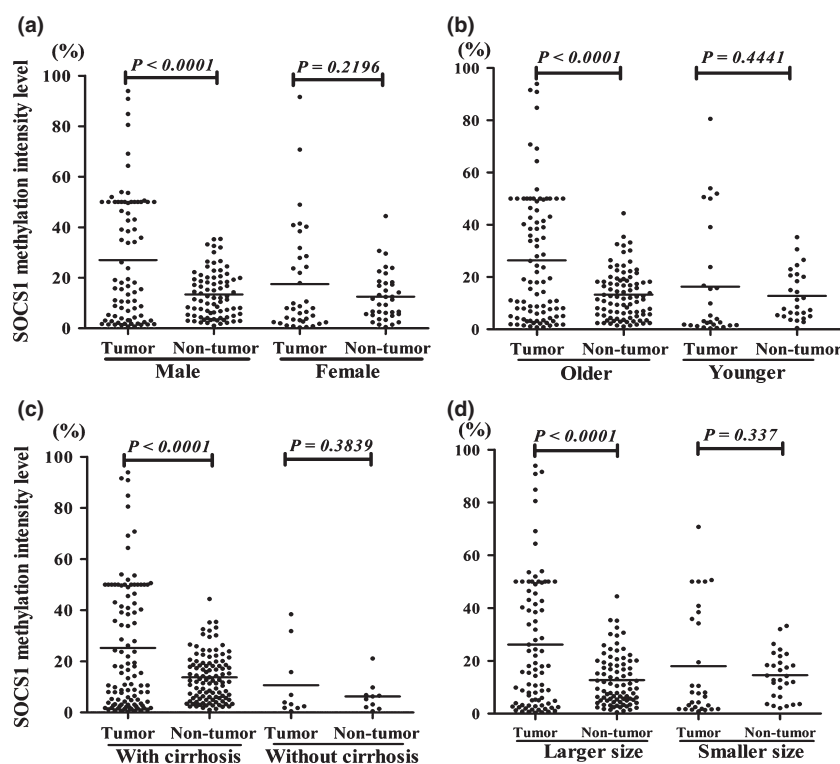 (a)
(%)
P < 0.0001
P = 0.2196
SOCS1 methylation intensity level
100
80
60
40
20
0
Tumor Non-tumor Tumor Non-tumor
Male Female
(b)
(%)
P < 0.0001
P = 0.4441
100
80
60
40
20
0
Tumor Non-tumor Tumor Non-tumor
Older Younger
(c)
(%)
P < 0.0001
P = 0.3839
SOCS1 methylation intensity level
100
80
60
40
20
0
Tumor Non-tumor Tumor Non-tumor
With cirrhosis Without cirrhosis
(d)
(%)
P < 0.0001
P = 0.337
100
80
60
40
20
0
Tumor Non-tumor Tumor Non-tumor
Larger size Smaller size